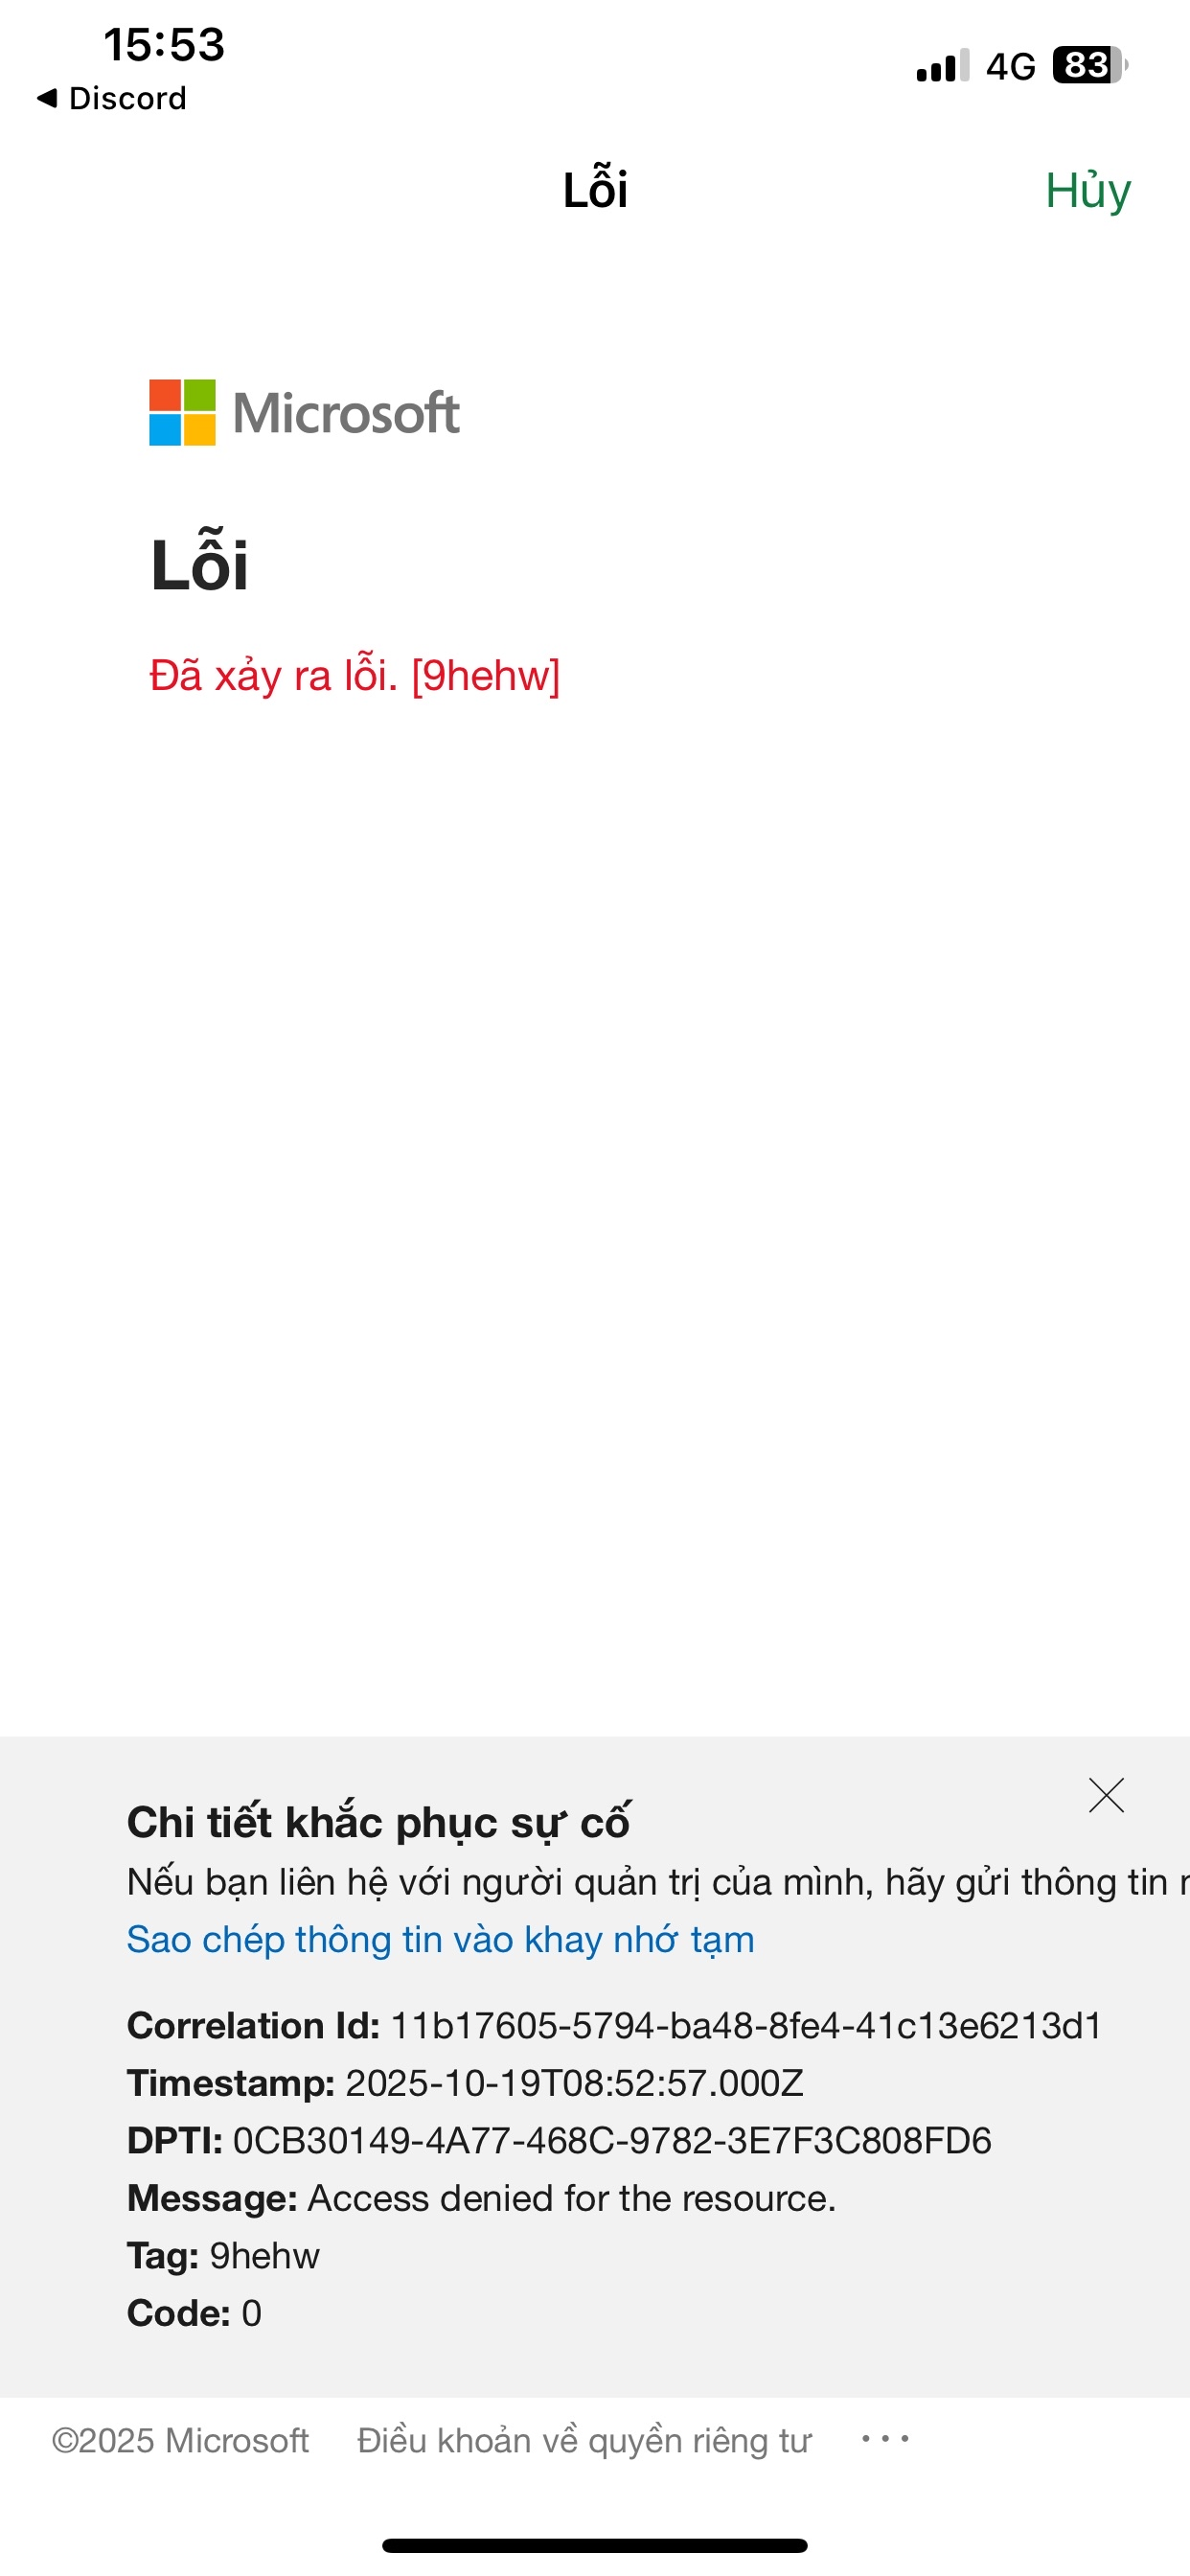 15:53
4G 83
◀ Discord
Lỗi
Hủy
Microsoft
Lỗi
Đã xảy ra lỗi. [9hehw]
Chi tiết khắc phục sự cố
Nếu bạn liên hệ với người quản trị của mình, hãy gửi thông tin
Sao chép thông tin vào khay nhớ tạm
Correlation Id: 11b17605-5794-ba48-8fe4-41c13e6213d1
Timestamp: 2025-10-19T08:52:57.000Z
DPTI: 0CB30149-4A77-468C-9782-3E7F3C808FD6
Message: Access denied for the resource.
Tag: 9hehw
Code: 0
©2025 Microsoft Điều khoản về quyền riêng tư ...